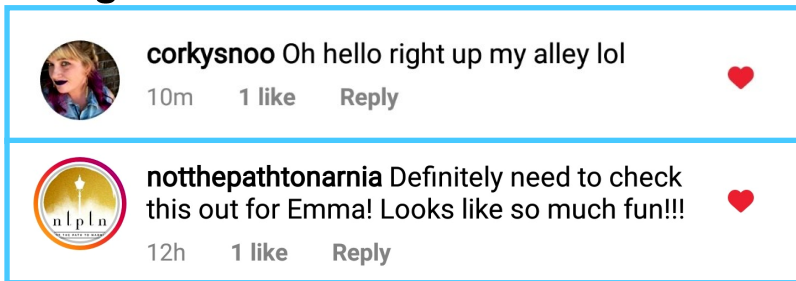 corkysnoo Oh hello right up my alley lol
10m 1 like Reply
notthepathtonarnia Definitely need to check
this out for Emma! Looks like so much fun!!!
12h 1 like Reply
ntptn